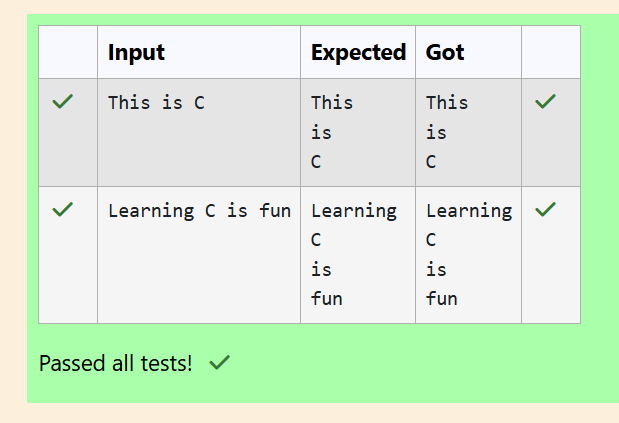 Input Expected Got
This is C This This
is is
C C
Learning C is fun Learning Learning
C C
is is
fun fun
Passed all tests!